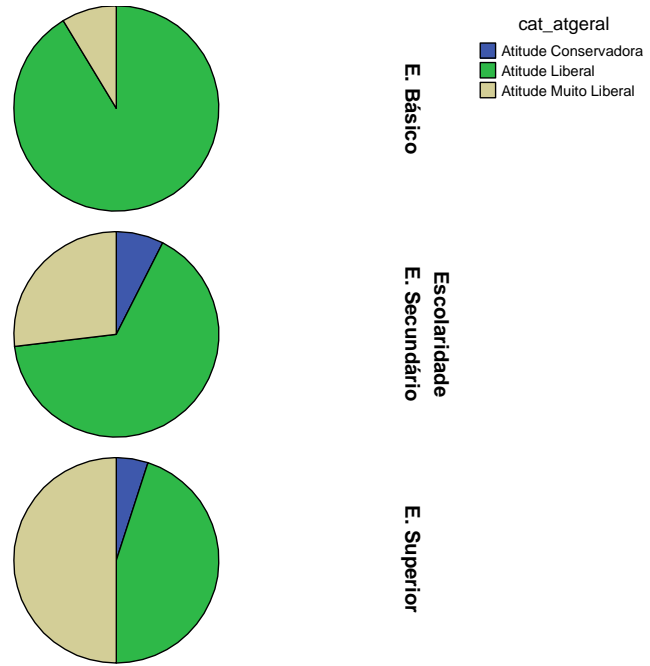 cat_atgeral
Atitude Conservadora
Atitude Liberal
Atitude Muito Liberal
E. Básico
Escolaridade
E. Secundário
E. Superior